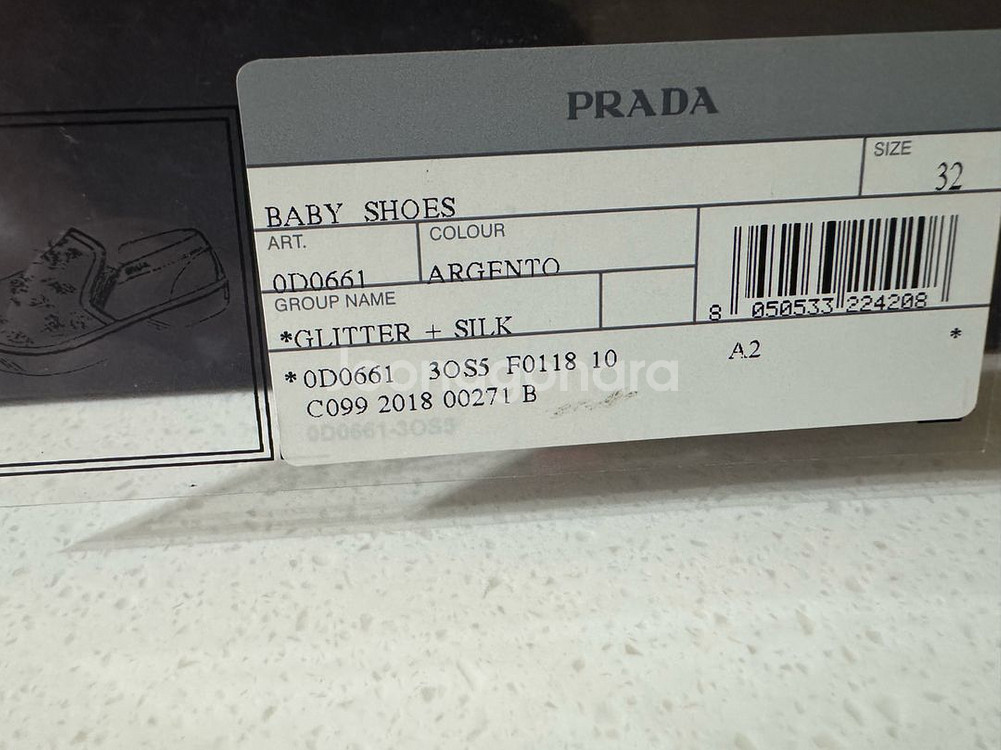 PRADA
SIZE
32
BABY SHOES
ART.
0D0661
COLOUR
ARGENTO
GROUP NAME
*GLITTER + SILK
8 050533 224208
* 0D0661 3OS5 F0118 10
A2
*
C099 2018 00271 B
0D0661-3OS5